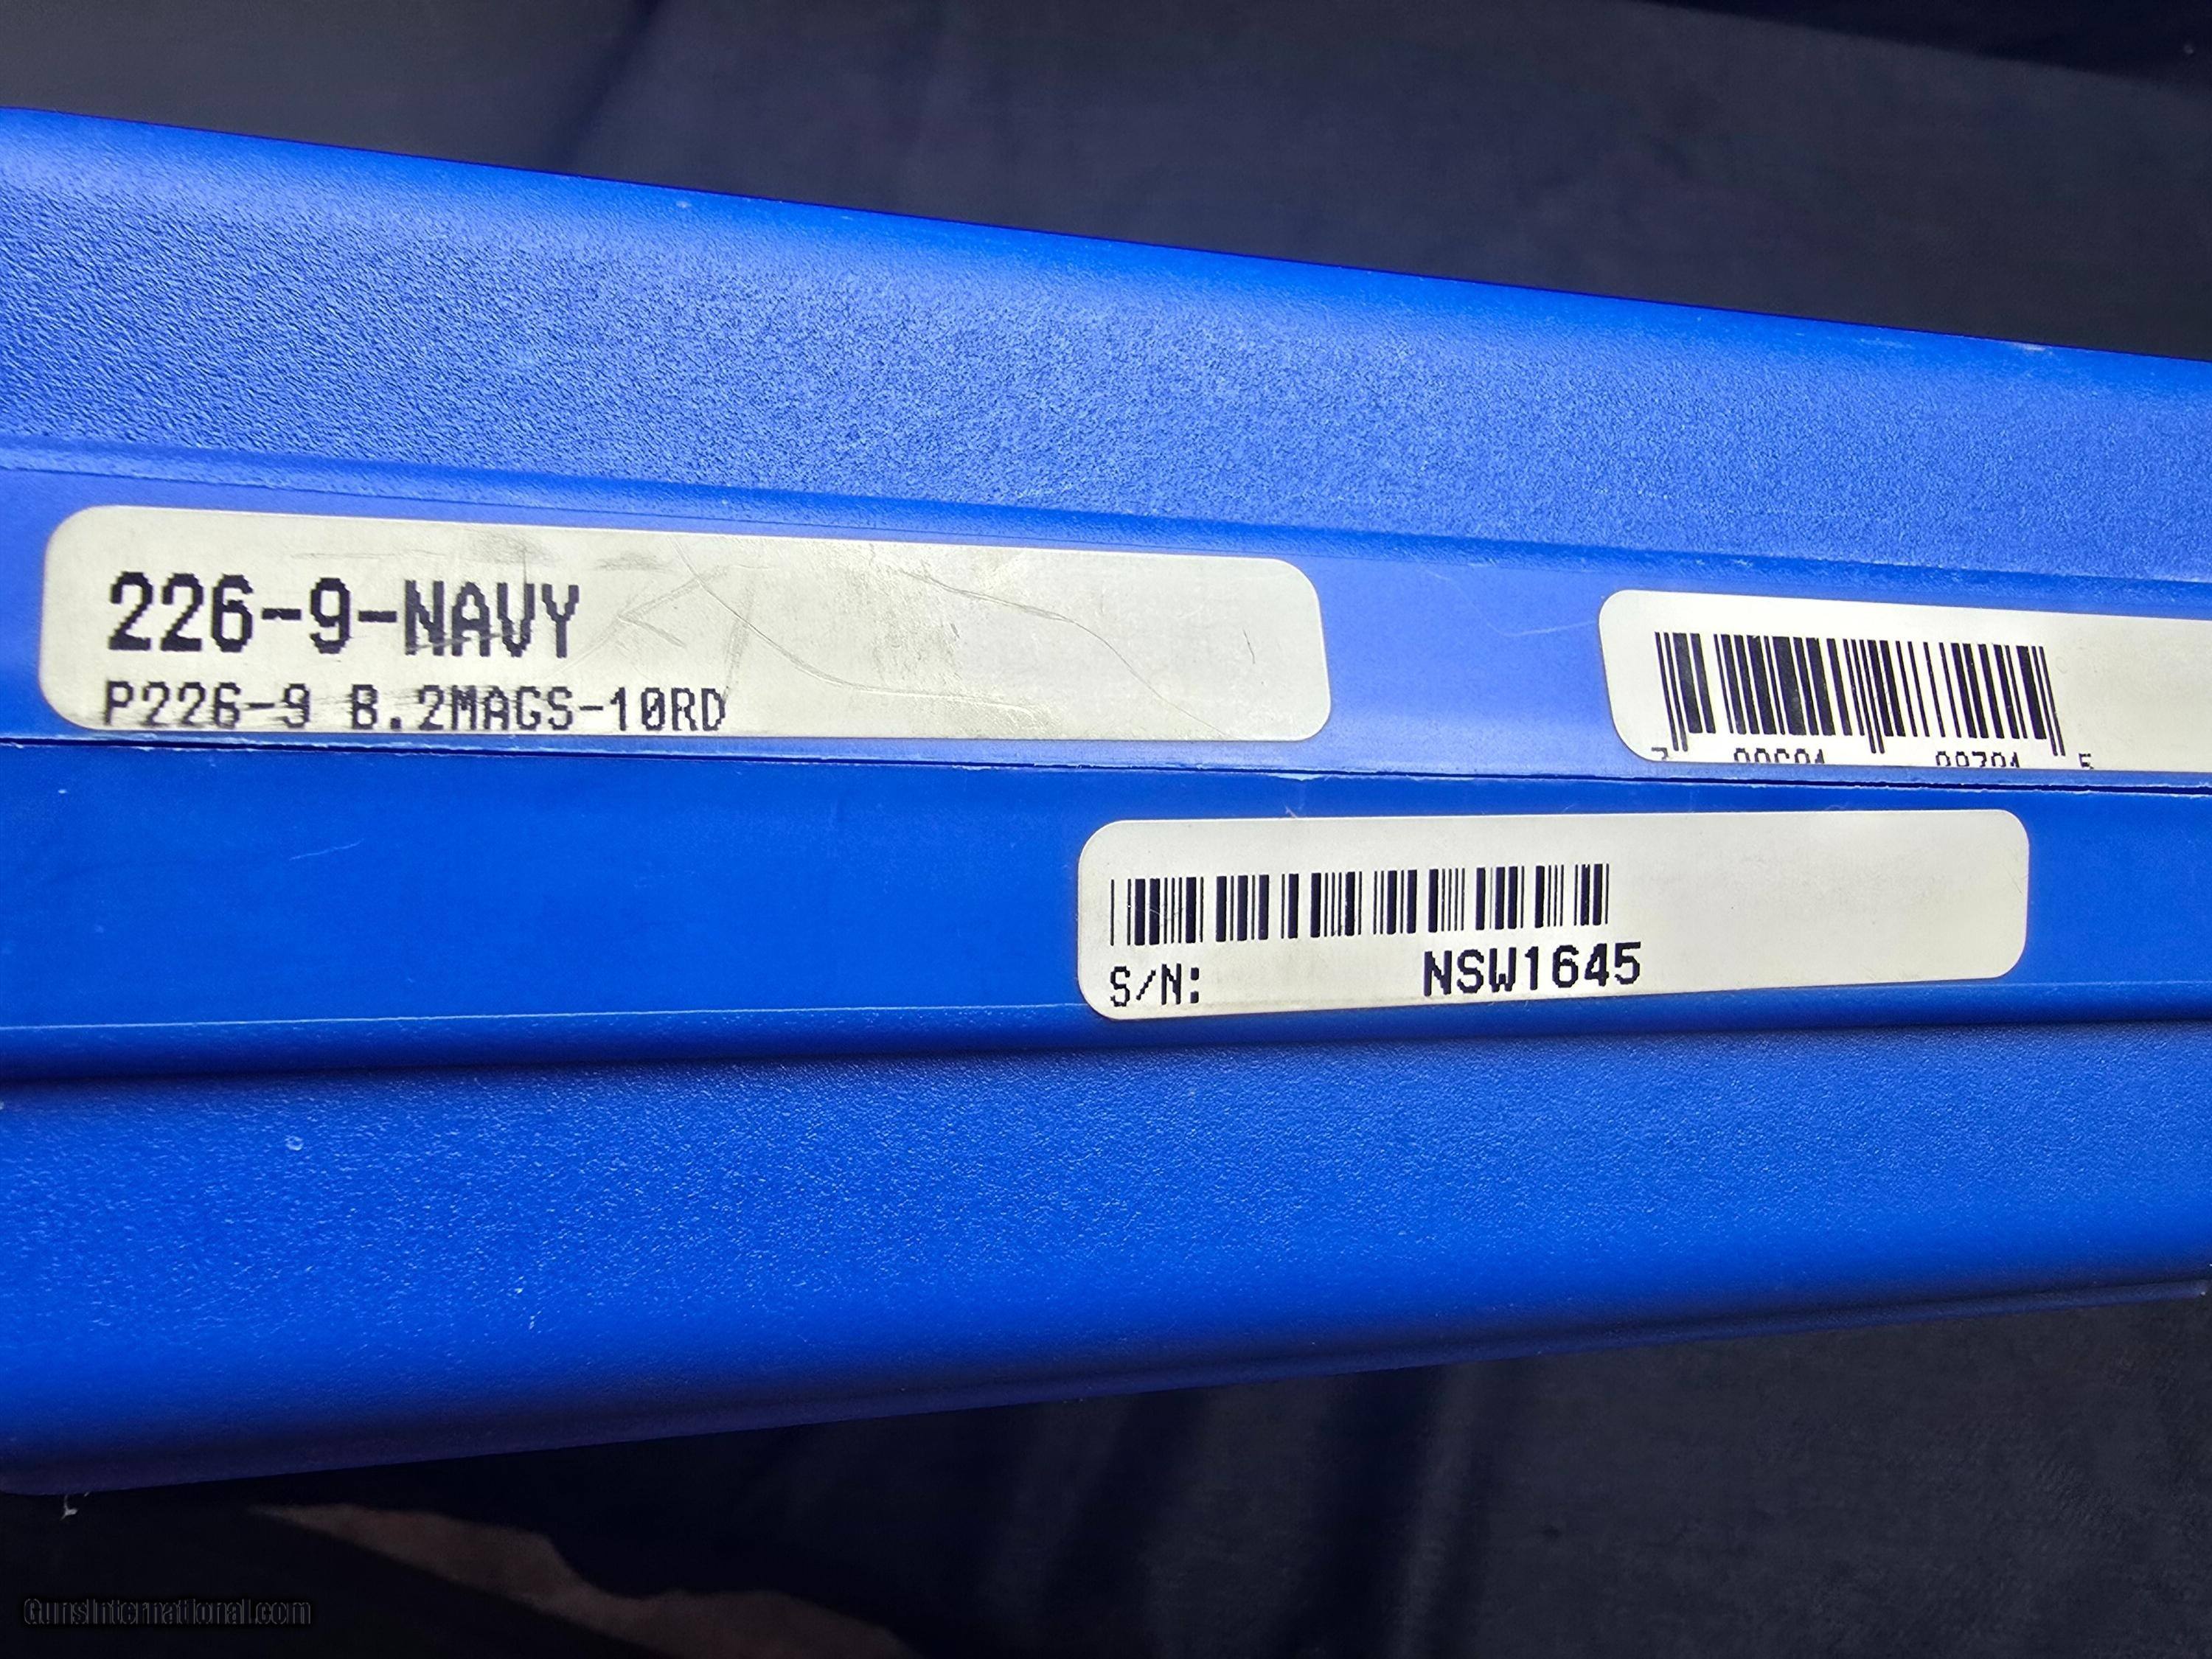 226-9-NAVY
P226-9 B.2MAGS-10RD
S/N: NSW1645
GunsInternational.com